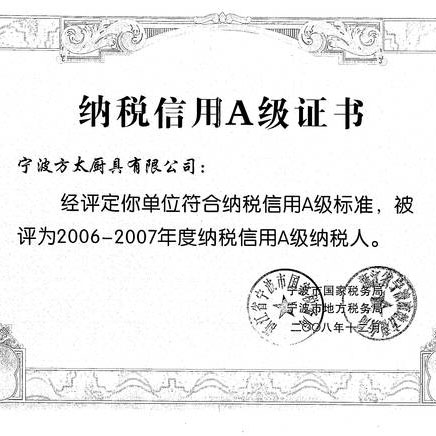 纳税信用A级证书
宁波方太厨具有限公司：
经评定你单位符合纳税信用A级标准，被
评为2006-2007年度纳税信用A级纳税人。
宁波市国家税务局
宁波市地方税务局
二〇〇八年十二月